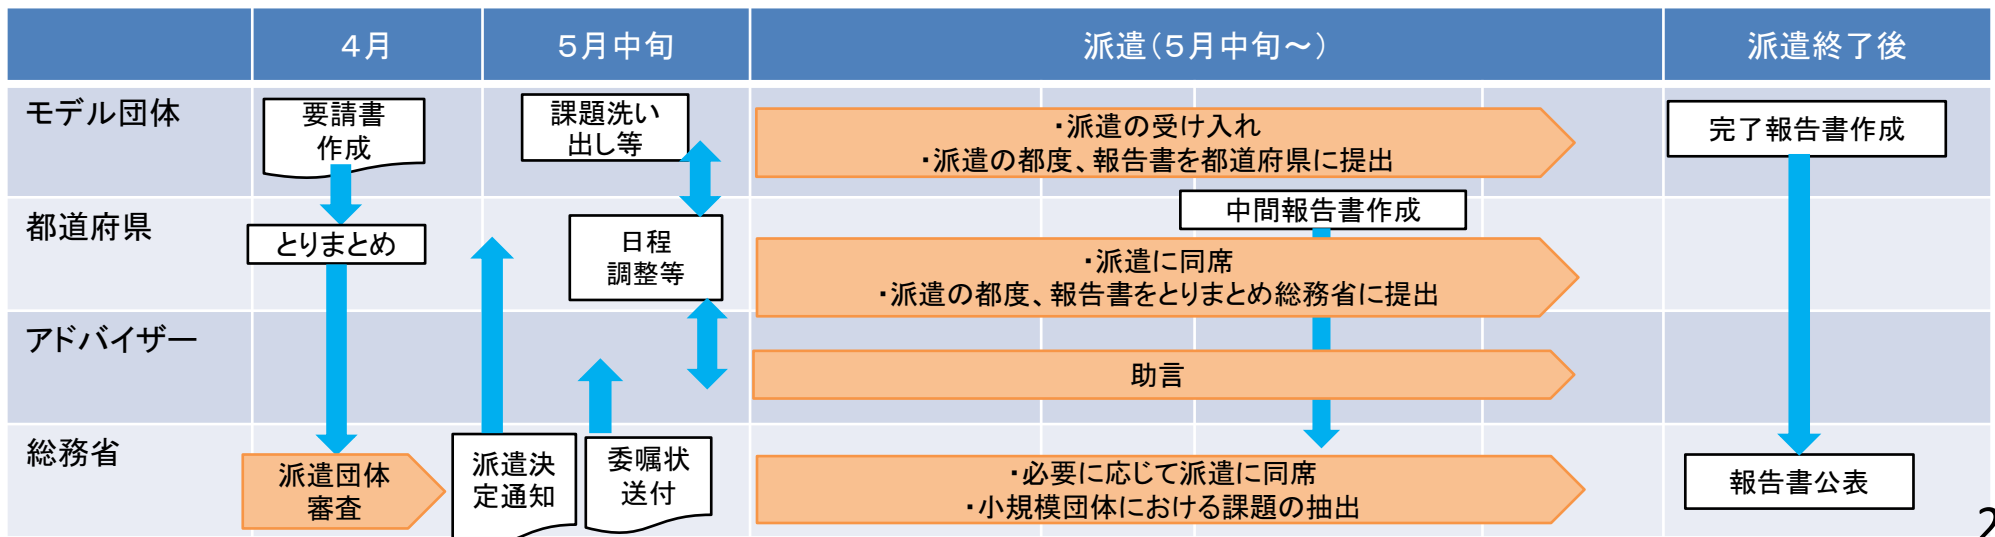 ４月
５月中旬
派遣（５月中旬～）
派遣終了後
モデル団体
要請書
作成
課題洗い
出し等
・派遣の受け入れ
・派遣の都度、報告書を都道府県に提出
完了報告書作成
都道府県
とりまとめ
日程
調整等
中間報告書作成
・派遣に同席
・派遣の都度、報告書をとりまとめ総務省に提出
アドバイザー
助言
総務省
派遣団体
審査
派遣決
定通知
委嘱状
送付
・必要に応じて派遣に同席
・小規模団体における課題の抽出
報告書公表